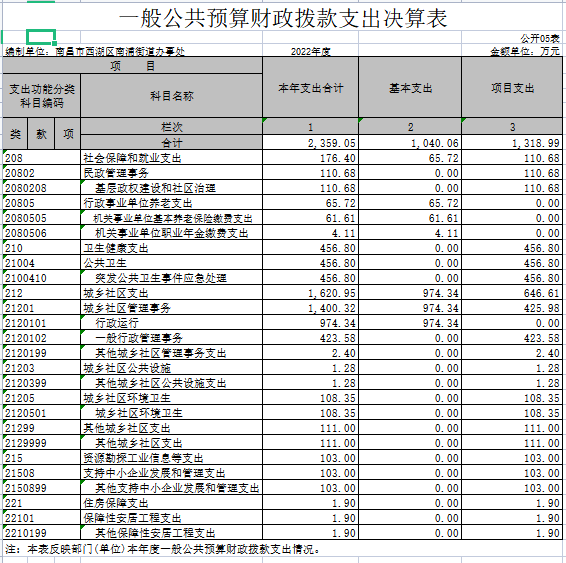 一般公共预算财政拨款支出决算表
公开05表
编制单位：南昌市西湖区南浦街道办事处 2022年度 金额单位：万元
项 目 本年支出合计 基本支出 项目支出
支出功能分类科目编码 科目名称
类 款 项 栏次 1 2 3
合计 2,359.05 1,040.06 1,318.99
208 社会保障和就业支出 176.40 65.72 110.68
20802 民政管理事务 110.68 0.00 110.68
2080208 基层政权建设和社区治理 110.68 0.00 110.68
20805 行政事业单位养老支出 65.72 65.72 0.00
2080505 机关事业单位基本养老保险缴费支出 61.61 61.61 0.00
2080506 机关事业单位职业年金缴费支出 4.11 4.11 0.00
210 卫生健康支出 456.80 0.00 456.80
21004 公共卫生 456.80 0.00 456.80
2100410 突发公共卫生事件应急处理 456.80 0.00 456.80
212 城乡社区支出 1,620.95 974.34 646.61
21201 城乡社区管理事务 1,400.32 974.34 425.98
2120101 行政运行 974.34 974.34 0.00
2120102 一般行政管理事务 423.58 0.00 423.58
2120199 其他城乡社区管理事务支出 2.40 0.00 2.40
21203 城乡社区公共设施 1.28 0.00 1.28
2120399 其他城乡社区公共设施支出 1.28 0.00 1.28
21205 城乡社区环境卫生 108.35 0.00 108.35
2120501 城乡社区环境卫生 108.35 0.00 108.35
21299 其他城乡社区支出 111.00 0.00 111.00
2129999 其他城乡社区支出 111.00 0.00 111.00
215 资源勘探工业信息等支出 103.00 0.00 103.00
21508 支持中小企业发展和管理支出 103.00 0.00 103.00
2150899 其他支持中小企业发展和管理支出 103.00 0.00 103.00
221 住房保障支出 1.90 0.00 1.90
22101 保障性安居工程支出 1.90 0.00 1.90
2210199 其他保障性安居工程支出 1.90 0.00 1.90
注：本表反映部门(单位)本年度一般公共预算财政拨款支出情况。